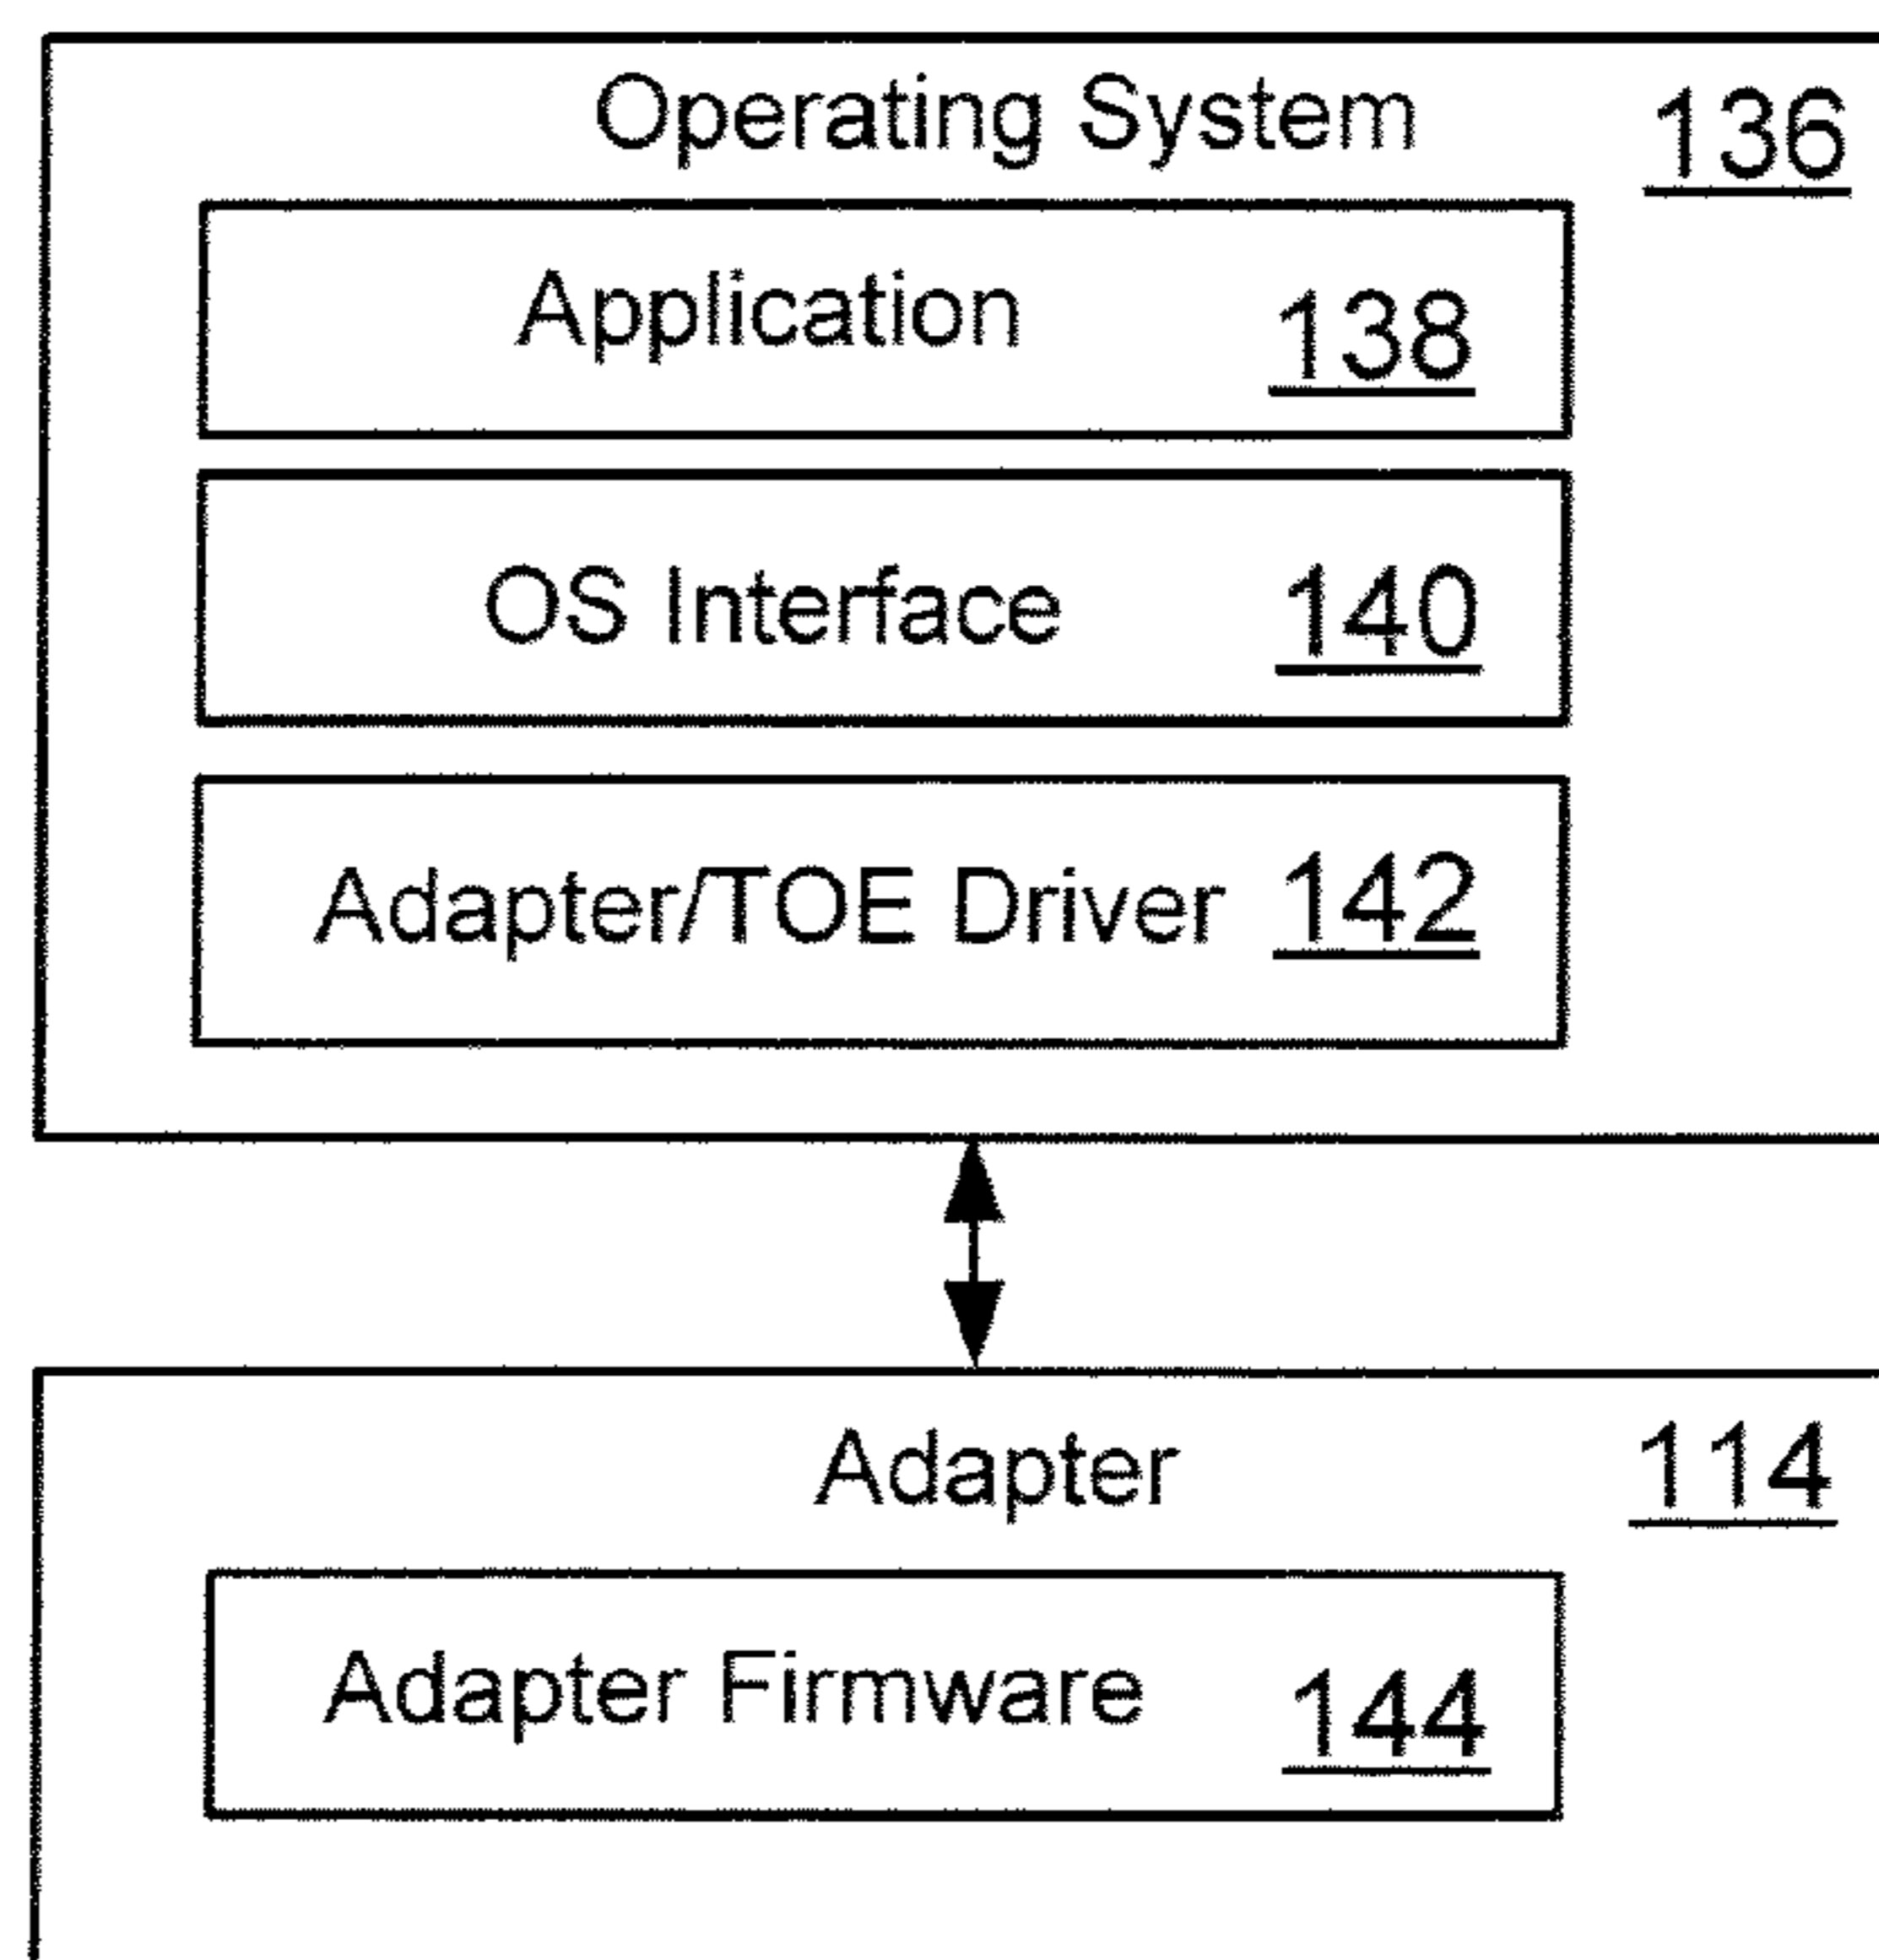 Operating System 136
Application 138
OS Interface 140
Adapter/TOE Driver 142
Adapter 114
Adapter Firmware 144